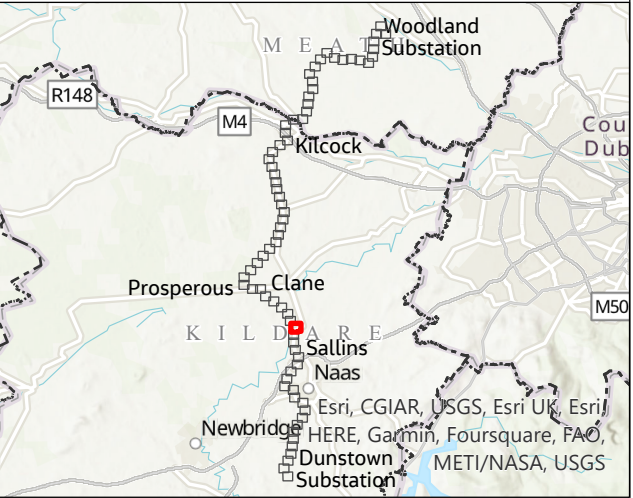 Woodland
Substation
M E A T H
R148
M4
Cou
Dub
Kilcock
Prosperous
Clane
M50
K I L D A R E
Sallins
Naas
Esri, CGIAR, USGS, Esri UK, Esri,
Newbridge
HERE, Garmin, Foursquare, FAO,
METI/NASA, USGS
Dunstown
Substation